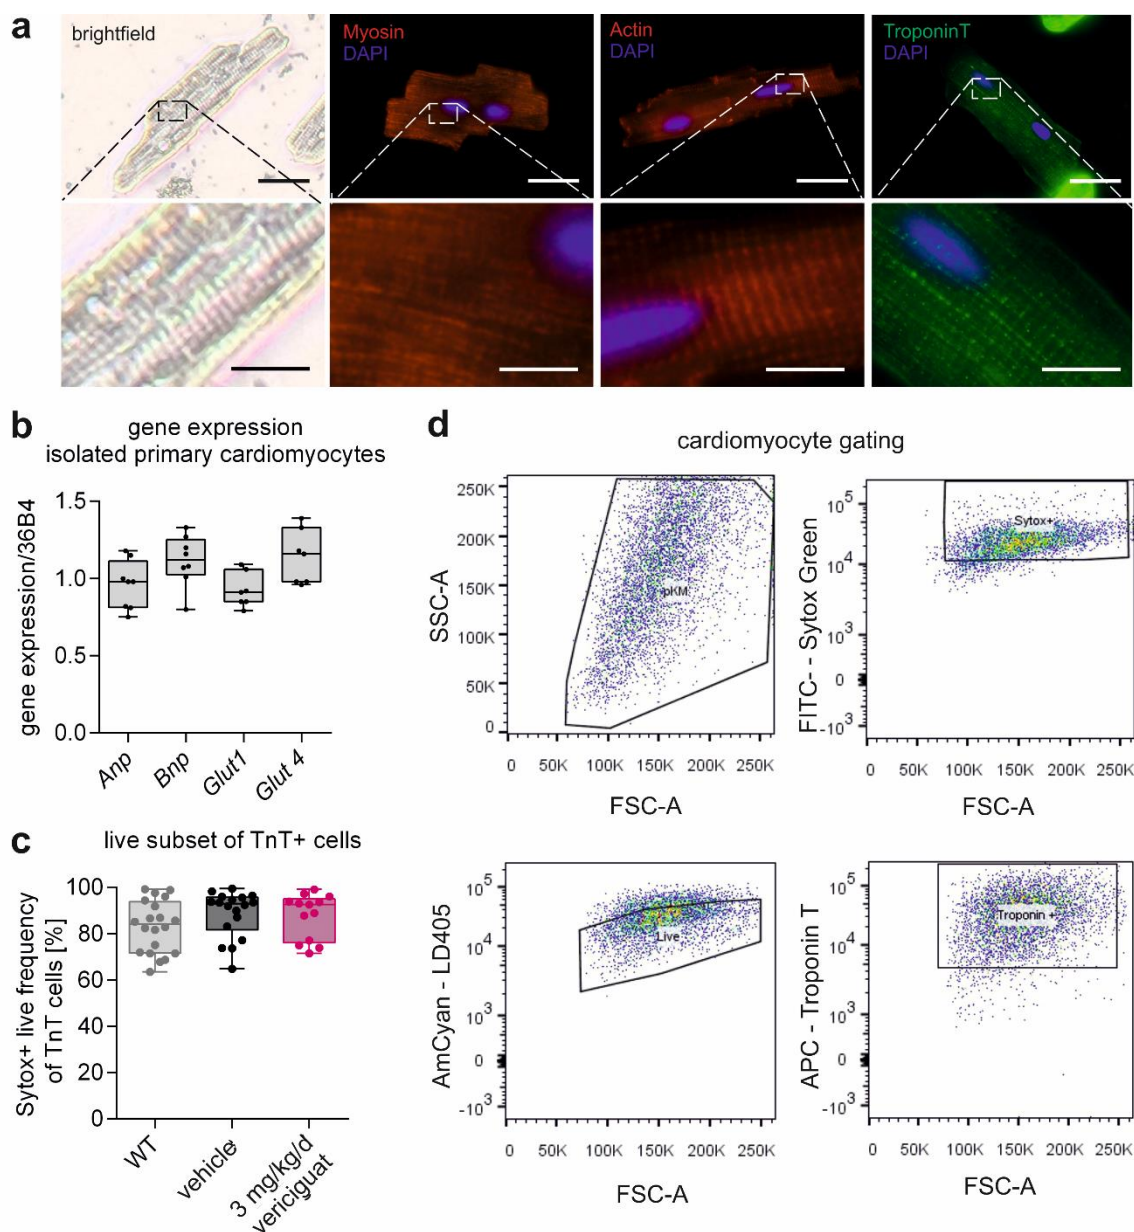 a
brightfield
Myosin
DAPI
Actin
DAPI
TroponinT
DAPI
b
gene expression
isolated primary cardiomyocytes
gene expression/36B4
1.5
1.0
0.5
0.0
Anp
Bnp
Glut1
Glut 4
c
live subset of TnT+ cells
Sytox+ live frequency
of TnT cells [%]
100
80
60
40
20
0
WT
vehicle
3 mg/kg/d
vericiguat
d
cardiomyocyte gating
SSC-A
250K
200K
150K
100K
50K
0
pKM
0 50K 100K 150K 200K 250K
FSC-A
FITC- - Sytox Green
10^5
10^4
10^3
0
-10^3
Sytox+
0 50K 100K 150K 200K 250K
FSC-A
AmCyan - LD405
10^5
10^4
10^3
0
-10^3
Live
0 50K 100K 150K 200K 250K
FSC-A
APC - Troponin T
10^5
10^4
10^3
0
-10^3
Troponin +
0 50K 100K 150K 200K 250K
FSC-A